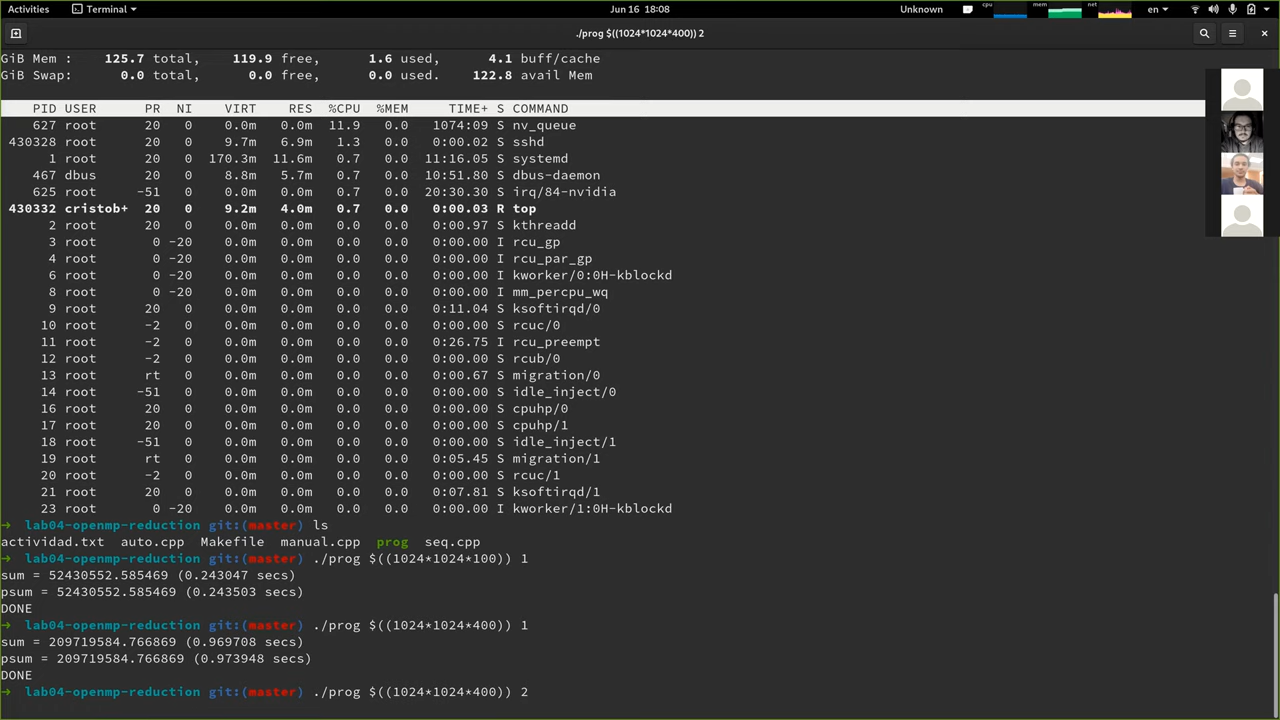 Activities Terminal Jun 16 18:08 Unknown cpu mem net en
./prog $((1024*1024*400)) 2
GiB Mem : 125.7 total, 119.9 free, 1.6 used, 4.1 buff/cache
GiB Swap: 0.0 total, 0.0 free, 0.0 used. 122.8 avail Mem
PID USER PR NI VIRT RES %CPU %MEM TIME+ S COMMAND
627 root 20 0 0.0m 0.0m 11.9 0.0 1074:09 S nv_queue
430328 root 20 0 9.7m 6.9m 1.3 0.0 0:00.02 S sshd
1 root 20 0 170.3m 11.6m 0.7 0.0 11:16.05 S systemd
467 dbus 20 0 8.8m 5.7m 0.7 0.0 10:51.80 S dbus-daemon
625 root -51 0 0.0m 0.0m 0.7 0.0 20:30.30 S irq/84-nvidia
430332 cristob+ 20 0 9.2m 4.0m 0.7 0.0 0:00.03 R top
2 root 20 0 0.0m 0.0m 0.0 0.0 0:00.97 S kthreadd
3 root 0 -20 0.0m 0.0m 0.0 0.0 0:00.00 I rcu_gp
4 root 0 -20 0.0m 0.0m 0.0 0.0 0:00.00 I rcu_par_gp
6 root 0 -20 0.0m 0.0m 0.0 0.0 0:00.00 I kworker/0:0H-kblockd
8 root 0 -20 0.0m 0.0m 0.0 0.0 0:00.00 I mm_percpu_wq
9 root 20 0 0.0m 0.0m 0.0 0.0 0:11.04 S ksoftirqd/0
10 root -2 0 0.0m 0.0m 0.0 0.0 0:00.00 S rcuc/0
11 root -2 0 0.0m 0.0m 0.0 0.0 0:26.75 I rcu_preempt
12 root -2 0 0.0m 0.0m 0.0 0.0 0:00.00 S rcub/0
13 root rt 0 0.0m 0.0m 0.0 0.0 0:00.67 S migration/0
14 root -51 0 0.0m 0.0m 0.0 0.0 0:00.00 S idle_inject/0
16 root 20 0 0.0m 0.0m 0.0 0.0 0:00.00 S cpuhp/0
17 root 20 0 0.0m 0.0m 0.0 0.0 0:00.00 S cpuhp/1
18 root -51 0 0.0m 0.0m 0.0 0.0 0:00.00 S idle_inject/1
19 root rt 0 0.0m 0.0m 0.0 0.0 0:05.45 S migration/1
20 root -2 0 0.0m 0.0m 0.0 0.0 0:00.00 S rcuc/1
21 root 20 0 0.0m 0.0m 0.0 0.0 0:07.81 S ksoftirqd/1
23 root 0 -20 0.0m 0.0m 0.0 0.0 0:00.00 I kworker/1:0H-kblockd
→ lab04-openmp-reduction git:(master) ls
actividad.txt auto.cpp Makefile manual.cpp prog seq.cpp
→ lab04-openmp-reduction git:(master) ./prog $((1024*1024*100)) 1
sum = 52430552.585469 (0.243047 secs)
psum = 52430552.585469 (0.243503 secs)
DONE
→ lab04-openmp-reduction git:(master) ./prog $((1024*1024*400)) 1
sum = 209719584.766869 (0.969708 secs)
psum = 209719584.766869 (0.973948 secs)
DONE
→ lab04-openmp-reduction git:(master) ./prog $((1024*1024*400)) 2